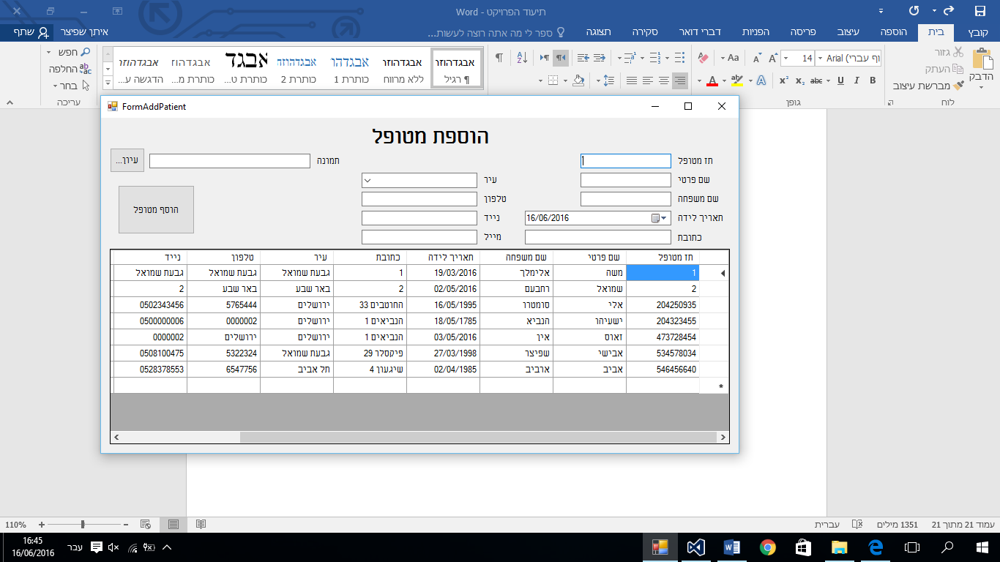 תיעוד הפרויקט - Word
קובץ בית הוספה עיצוב פריסה הפניות דברי דואר סקירה תצוגה ספר לי מה אתה רוצה לעשות... איתן שפיצר שתף
הדבק גזור העתק מברשת עיצוב
לוח
וף עברי) Arial 14 Aa
B I U abc x₂ x² A ab A
גופן
אבגדהוזר ¶ רגיל
אבגדהוזר ללא מרווח
אבגדהו כותרת 1
אבגדהוזח כותרת 2
אבגד כותרת ט...
אבגדהוזח כותרת מ...
אבגדהוזר הדגשה ע...
חפש
החלפה
בחר
עריכה
FormAddPatient
הוספת מטופל
תז מטופל 1
תמונה עיון...
שם פרטי
עיר
שם משפחה
טלפון
הוסף מטופל
תאריך לידה 16/06/2016
נייד
כתובת
מייל
תז מטופל שם פרטי שם משפחה תאריך לידה כתובת עיר טלפון נייד
1 משה אלימלך 19/03/2016 1 גבעת שמואל גבעת שמואל גבעת שמואל
2 שמואל רחבעם 02/05/2016 2 באר שבע באר שבע 2
204250935 אלי סומטרו 16/05/1995 החוטבים 33 ירושלים 5765444 0502343456
204323455 ישעיהו הנביא 18/05/1785 הנביאים 1 ירושלים 0000002 0500000006
473728454 זאוס אין 03/05/2016 הנביאים 1 ירושלים ירושלים 0000002
534578034 אבישי שפיצר 27/03/1998 פיקסלר 29 גבעת שמואל 5322324 0508100475
546456640 אביב ארביב 02/04/1985 שיגעון 4 תל אביב 6547756 0528378553
עמוד 21 מתוך 21 1351 מילים עברית 110%
עבר 16:45
16/06/2016